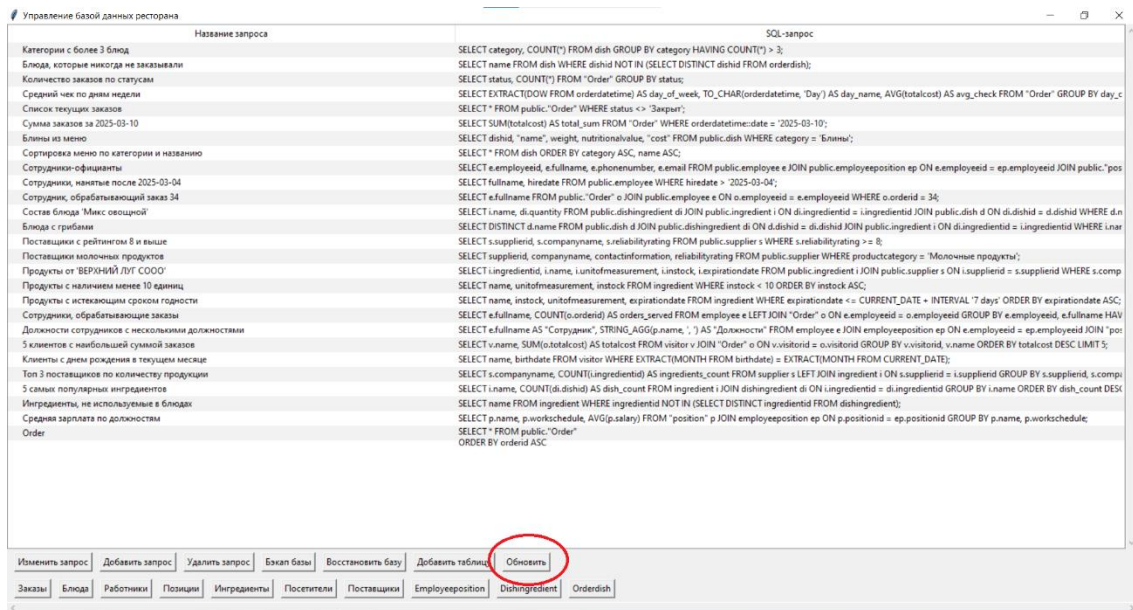 Управление базой данных ресторана
Название запроса SQL-запрос
Категории с более 3 блюд SELECT category, COUNT(*) FROM dish GROUP BY category HAVING COUNT(*) > 3;
Блюда, которые никогда не заказывали SELECT name FROM dish WHERE dishid NOT IN (SELECT DISTINCT dishid FROM orderdish);
Количество заказов по статусам SELECT status, COUNT(*) FROM "Order" GROUP BY status;
Средний чек по дням недели SELECT EXTRACT(DOW FROM orderdatetime) AS day_of_week, TO_CHAR(orderdatetime, 'Day') AS day_name, AVG(totalcost) AS avg_check FROM "Order" GROUP BY day_c
Список текущих заказов SELECT * FROM public."Order" WHERE status <> 'Закрыт';
Сумма заказов за 2025-03-10 SELECT SUM(totalcost) AS total_sum FROM "Order" WHERE orderdatetime::date = '2025-03-10';
Блины из меню SELECT dishid, "name", weight, nutritionalvalue, "cost" FROM public.dish WHERE category = 'Блины';
Сортировка меню по категории и названию SELECT * FROM dish ORDER BY category ASC, name ASC;
Сотрудники-официанты SELECT e.employeeid, e.fullname, e.phonenumber, e.email FROM public.employee e JOIN public.employeeposition ep ON e.employeeid = ep.employeeid JOIN public."pos
Сотрудники, нанятые после 2025-03-04 SELECT fullname, hiredate FROM public.employee WHERE hiredate > '2025-03-04';
Сотрудник, обрабатывающий заказ 34 SELECT e.fullname FROM public."Order" o JOIN public.employee e ON o.employeeid = e.employeeid WHERE o.orderid = 34;
Состав блюда 'Микс овощной' SELECT i.name, di.quantity FROM public.dishingredient di JOIN public.ingredient i ON di.ingredientid = i.ingredientid JOIN public.dish d ON di.dishid = d.dishid WHERE d.n
Блюда с грибами SELECT DISTINCT d.name FROM public.dish d JOIN public.dishingredient di ON d.dishid = di.dishid JOIN public.ingredient i ON di.ingredientid = i.ingredientid WHERE i.nar
Поставщики с рейтингом 8 и выше SELECT s.supplierid, s.companyname, s.reliabilityrating FROM public.supplier s WHERE s.reliabilityrating >= 8;
Поставщики молочных продуктов SELECT supplierid, companyname, contactinformation, reliabilityrating FROM public.supplier WHERE productcategory = 'Молочные продукты';
Продукты от 'ВЕРХНИЙ ЛУГ СООО' SELECT i.ingredientid, i.name, i.unitofmeasurement, i.instock, i.expirationdate FROM public.ingredient i JOIN public.supplier s ON i.supplierid = s.supplierid WHERE s.comp
Продукты с наличием менее 10 единиц SELECT name, unitofmeasurement, instock FROM ingredient WHERE instock < 10 ORDER BY instock ASC;
Продукты с истекающим сроком годности SELECT name, instock, unitofmeasurement, expirationdate FROM ingredient WHERE expirationdate <= CURRENT_DATE + INTERVAL '7 days' ORDER BY expirationdate ASC;
Сотрудники, обрабатывающие заказы SELECT e.fullname, COUNT(o.orderid) AS orders_served FROM employee e LEFT JOIN "Order" o ON e.employeeid = o.employeeid GROUP BY e.employeeid, e.fullname HAV
Должности сотрудников с несколькими должностями SELECT e.fullname AS "Сотрудник", STRING_AGG(p.name, ', ') AS "Должности" FROM employee e JOIN employeeposition ep ON e.employeeid = ep.employeeid JOIN "pos
5 клиентов с наибольшей суммой заказов SELECT v.name, SUM(o.totalcost) AS totalcost FROM visitor v JOIN "Order" o ON v.visitorid = o.visitorid GROUP BY v.visitorid, v.name ORDER BY totalcost DESC LIMIT 5;
Клиенты с днем рождения в текущем месяце SELECT name, birthdate FROM visitor WHERE EXTRACT(MONTH FROM birthdate) = EXTRACT(MONTH FROM CURRENT_DATE);
Топ 3 поставщиков по количеству продукции SELECT s.companyname, COUNT(i.ingredientid) AS ingredients_count FROM supplier s LEFT JOIN ingredient i ON s.supplierid = i.supplierid GROUP BY s.supplierid, s.compa
5 самых популярных ингредиентов SELECT i.name, COUNT(di.dishid) AS dish_count FROM ingredient i JOIN dishingredient di ON i.ingredientid = di.ingredientid GROUP BY i.name ORDER BY dish_count DESC
Ингредиенты, не используемые в блюдах SELECT name FROM ingredient WHERE ingredientid NOT IN (SELECT DISTINCT ingredientid FROM dishingredient);
Средняя зарплата по должностям SELECT p.name, p.workschedule, AVG(p.salary) FROM "position" p JOIN employeeposition ep ON p.positionid = ep.positionid GROUP BY p.name, p.workschedule;
Order SELECT * FROM public."Order"
ORDER BY orderid ASC
Изменить запрос Добавить запрос Удалить запрос Бэкап базы Восстановить базу Добавить таблицу Обновить
Заказы Блюда Работники Позиции Ингредиенты Посетители Поставщики Employeeposition Dishingredient Orderdish